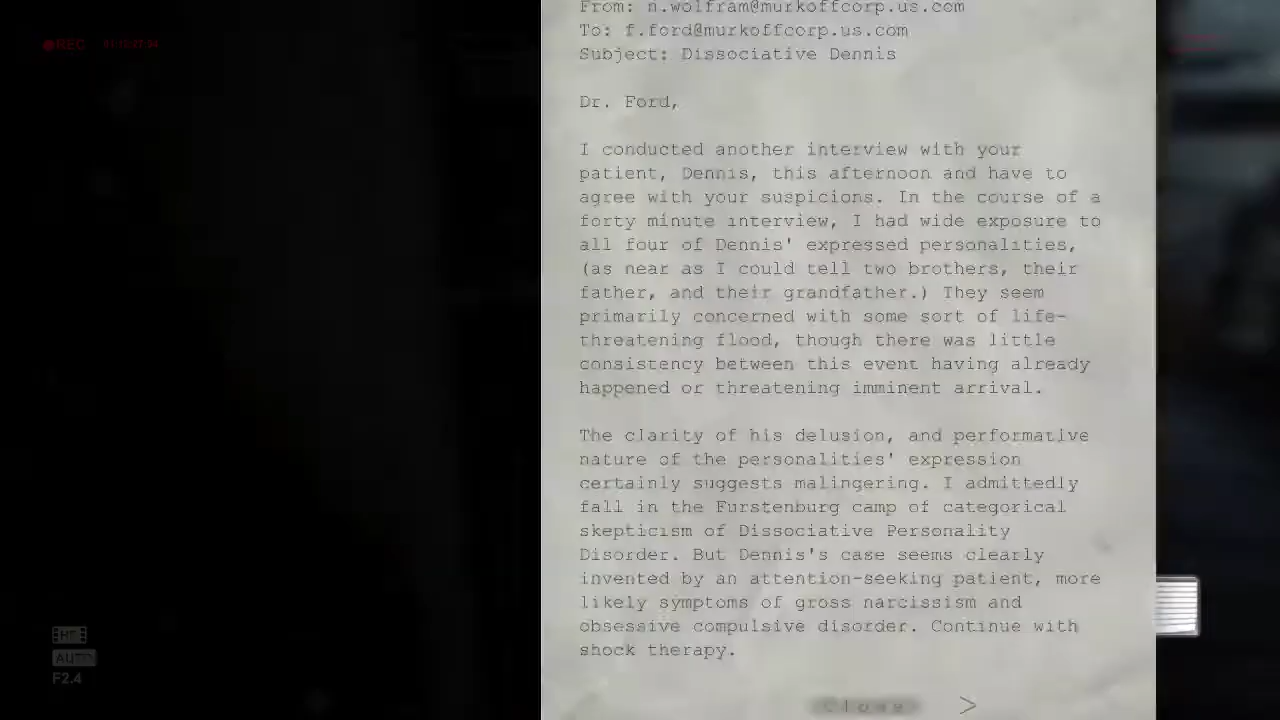 REC
From: n.wolfram@murkoffcorp.us.com
To: f.ford@murkoffcorp.us.com
Subject: Dissociative Dennis
Dr. Ford,
I conducted another interview with your
patient, Dennis, this afternoon and have to
agree with your suspicions. In the course of a
forty minute interview, I had wide exposure to
all four of Dennis' expressed personalities,
(as near as I could tell two brothers, their
father, and their grandfather.) They seem
primarily concerned with some sort of life-
threatening flood, though there was little
consistency between this event having already
happened or threatening imminent arrival.
The clarity of his delusion, and performative
nature of the personalities' expression
certainly suggests malingering. I admittedly
fall in the Furstenburg camp of categorical
skepticism of Dissociative Personality
Disorder. But Dennis's case seems clearly
invented by an attention-seeking patient, more
likely symptoms of gross narcissism and
obsessive compulsive disorder. Continue with
shock therapy.
AUTO
F2.4
Close >